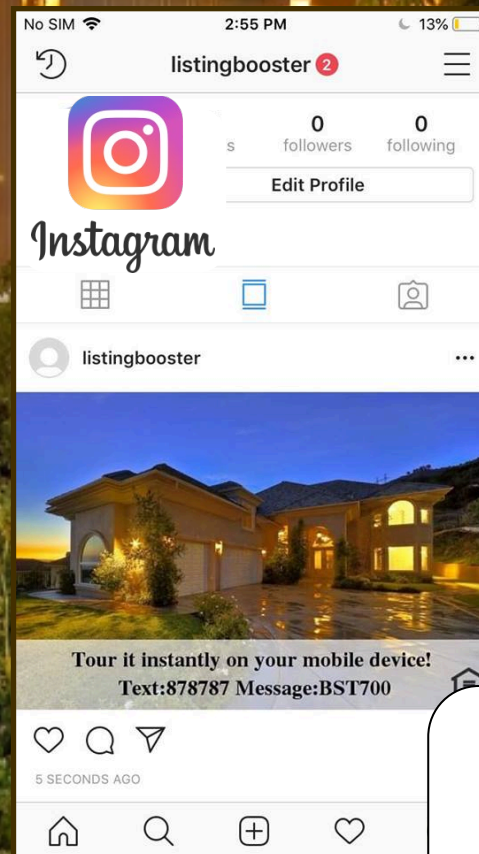 No SIM 2:55 PM 13%
listingbooster 2
0 0
s followers following
Edit Profile
Instagram
listingbooster
...
Tour it instantly on your mobile device!
Text:878787 Message:BST700
5 SECONDS AGO